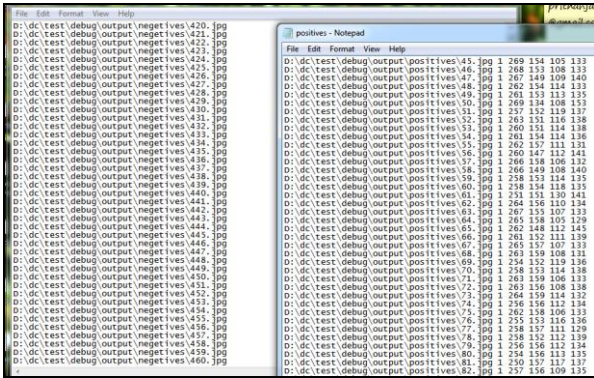 File Edit Format View Help
D:\dc\test\debug\output\negetives\420.jpg
D:\dc\test\debug\output\negetives\421.jpg
D:\dc\test\debug\output\negetives\422.jpg
D:\dc\test\debug\output\negetives\423.jpg
D:\dc\test\debug\output\negetives\424.jpg
D:\dc\test\debug\output\negetives\425.jpg
D:\dc\test\debug\output\negetives\426.jpg
D:\dc\test\debug\output\negetives\427.jpg
D:\dc\test\debug\output\negetives\428.jpg
D:\dc\test\debug\output\negetives\429.jpg
D:\dc\test\debug\output\negetives\430.jpg
D:\dc\test\debug\output\negetives\431.jpg
D:\dc\test\debug\output\negetives\432.jpg
D:\dc\test\debug\output\negetives\433.jpg
D:\dc\test\debug\output\negetives\434.jpg
D:\dc\test\debug\output\negetives\435.jpg
D:\dc\test\debug\output\negetives\436.jpg
D:\dc\test\debug\output\negetives\437.jpg
D:\dc\test\debug\output\negetives\438.jpg
D:\dc\test\debug\output\negetives\439.jpg
D:\dc\test\debug\output\negetives\440.jpg
D:\dc\test\debug\output\negetives\441.jpg
D:\dc\test\debug\output\negetives\442.jpg
D:\dc\test\debug\output\negetives\443.jpg
D:\dc\test\debug\output\negetives\444.jpg
D:\dc\test\debug\output\negetives\445.jpg
D:\dc\test\debug\output\negetives\446.jpg
D:\dc\test\debug\output\negetives\447.jpg
D:\dc\test\debug\output\negetives\448.jpg
D:\dc\test\debug\output\negetives\449.jpg
D:\dc\test\debug\output\negetives\450.jpg
D:\dc\test\debug\output\negetives\451.jpg
D:\dc\test\debug\output\negetives\452.jpg
D:\dc\test\debug\output\negetives\453.jpg
D:\dc\test\debug\output\negetives\454.jpg
D:\dc\test\debug\output\negetives\455.jpg
D:\dc\test\debug\output\negetives\456.jpg
D:\dc\test\debug\output\negetives\457.jpg
D:\dc\test\debug\output\negetives\458.jpg
D:\dc\test\debug\output\negetives\459.jpg
D:\dc\test\debug\output\negetives\460.jpg
positives - Notepad
File Edit Format View Help
D:\dc\test\debug\output\positives\45.jpg 1 269 154 105 133
D:\dc\test\debug\output\positives\46.jpg 1 268 153 108 133
D:\dc\test\debug\output\positives\47.jpg 1 267 149 109 140
D:\dc\test\debug\output\positives\48.jpg 1 262 154 114 133
D:\dc\test\debug\output\positives\49.jpg 1 261 153 113 135
D:\dc\test\debug\output\positives\50.jpg 1 269 134 108 153
D:\dc\test\debug\output\positives\51.jpg 1 257 152 119 137
D:\dc\test\debug\output\positives\52.jpg 1 263 151 116 138
D:\dc\test\debug\output\positives\53.jpg 1 260 151 114 138
D:\dc\test\debug\output\positives\54.jpg 1 261 154 114 136
D:\dc\test\debug\output\positives\55.jpg 1 262 157 111 131
D:\dc\test\debug\output\positives\56.jpg 1 260 147 112 141
D:\dc\test\debug\output\positives\57.jpg 1 266 158 106 132
D:\dc\test\debug\output\positives\58.jpg 1 266 149 108 140
D:\dc\test\debug\output\positives\59.jpg 1 258 153 114 135
D:\dc\test\debug\output\positives\60.jpg 1 258 154 118 135
D:\dc\test\debug\output\positives\61.jpg 1 251 151 130 141
D:\dc\test\debug\output\positives\62.jpg 1 264 156 110 134
D:\dc\test\debug\output\positives\63.jpg 1 267 155 107 133
D:\dc\test\debug\output\positives\64.jpg 1 265 158 105 129
D:\dc\test\debug\output\positives\65.jpg 1 262 148 112 145
D:\dc\test\debug\output\positives\66.jpg 1 261 152 111 139
D:\dc\test\debug\output\positives\67.jpg 1 265 157 107 133
D:\dc\test\debug\output\positives\68.jpg 1 263 159 108 131
D:\dc\test\debug\output\positives\69.jpg 1 254 152 119 136
D:\dc\test\debug\output\positives\70.jpg 1 258 153 114 138
D:\dc\test\debug\output\positives\71.jpg 1 263 159 106 133
D:\dc\test\debug\output\positives\72.jpg 1 263 156 108 138
D:\dc\test\debug\output\positives\73.jpg 1 264 159 114 132
D:\dc\test\debug\output\positives\74.jpg 1 256 156 112 134
D:\dc\test\debug\output\positives\75.jpg 1 262 158 106 133
D:\dc\test\debug\output\positives\76.jpg 1 255 153 116 136
D:\dc\test\debug\output\positives\77.jpg 1 258 157 111 129
D:\dc\test\debug\output\positives\78.jpg 1 258 152 112 139
D:\dc\test\debug\output\positives\79.jpg 1 256 156 112 134
D:\dc\test\debug\output\positives\80.jpg 1 254 156 113 135
D:\dc\test\debug\output\positives\81.jpg 1 250 157 117 137
D:\dc\test\debug\output\positives\82.jpg 1 257 156 109 135